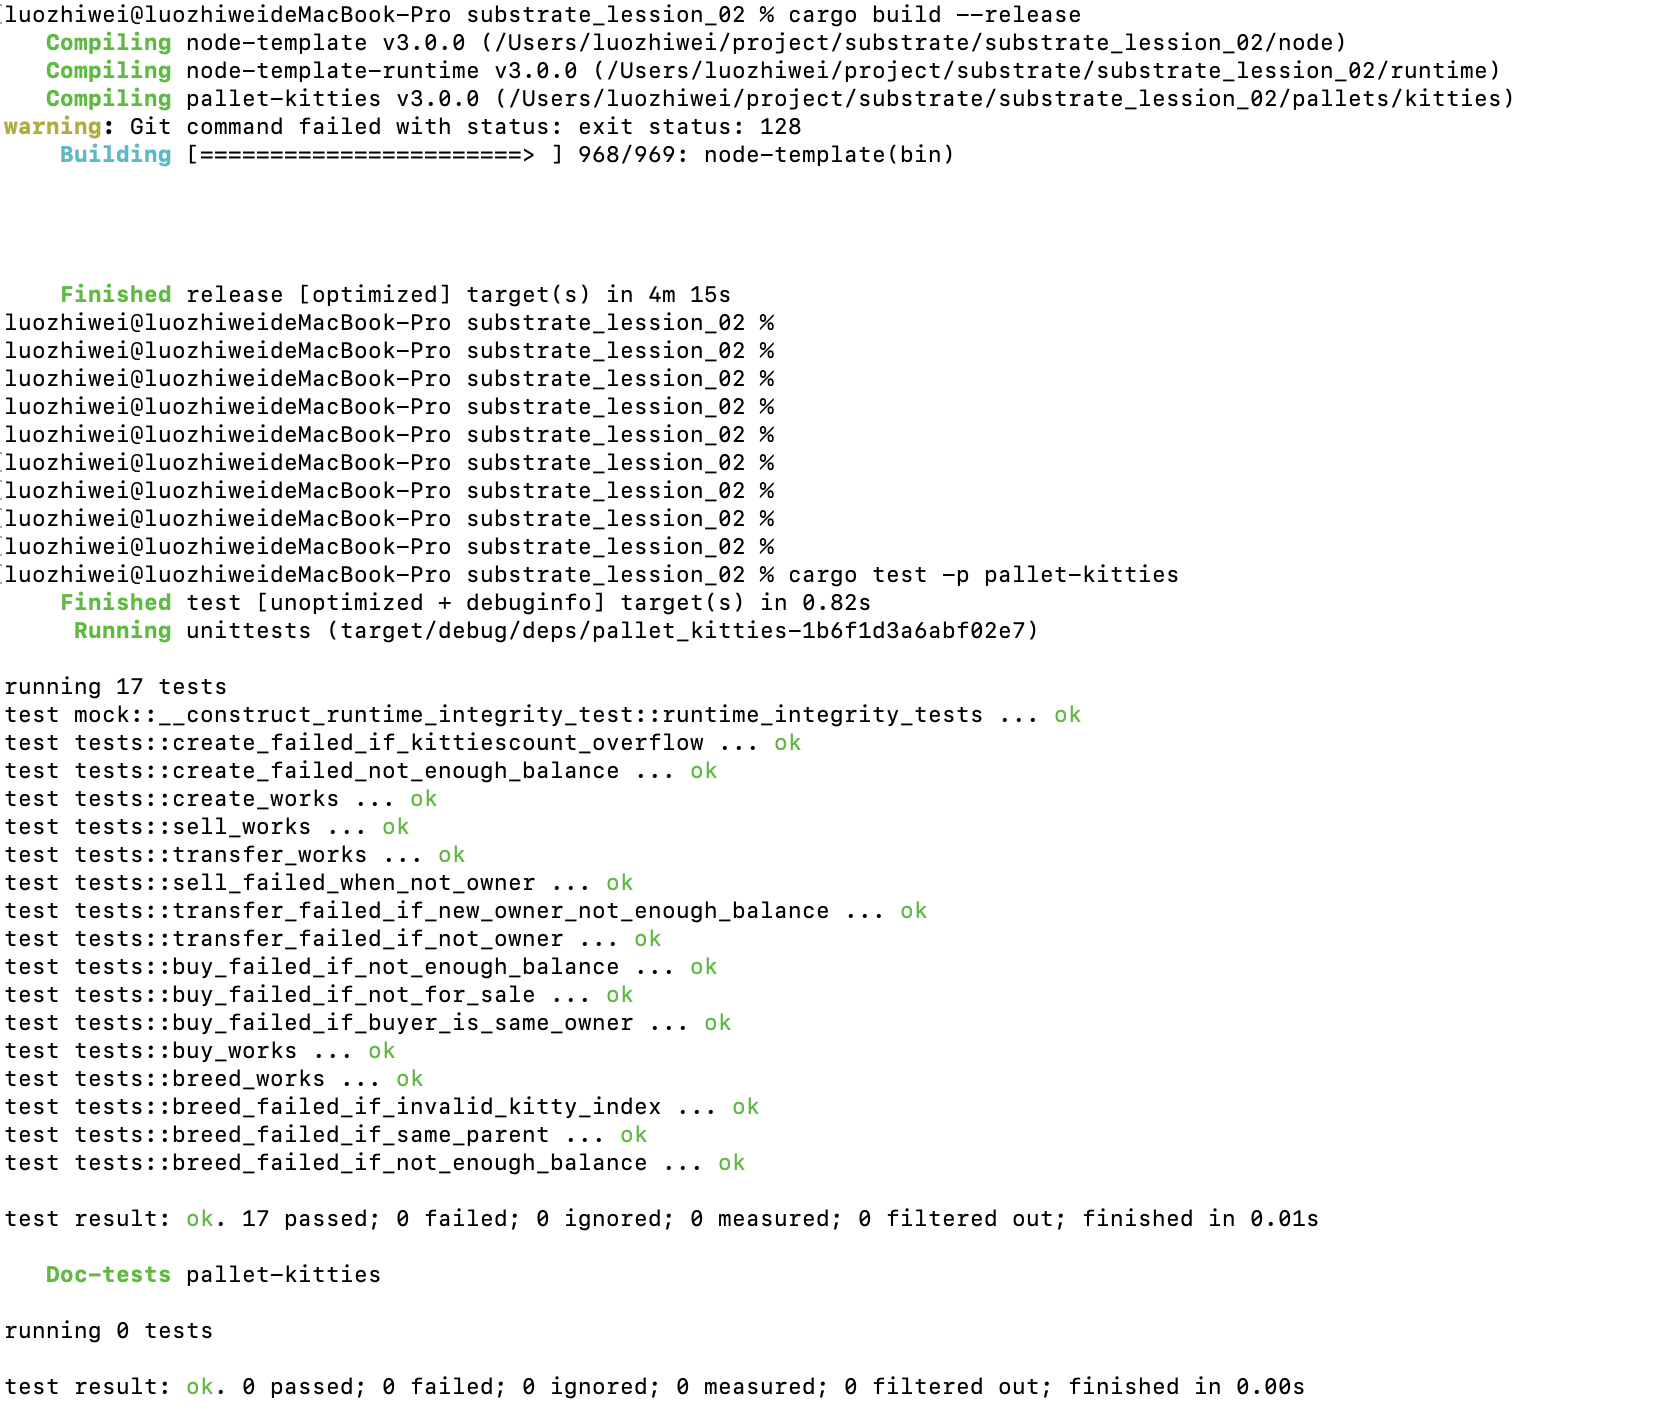 luozhiwei@luozhiweideMacBook-Pro substrate_lession_02 % cargo build --release
Compiling node-template v3.0.0 (/Users/luozhiwei/project/substrate/substrate_lession_02/node)
Compiling node-template-runtime v3.0.0 (/Users/luozhiwei/project/substrate/substrate_lession_02/runtime)
Compiling pallet-kitties v3.0.0 (/Users/luozhiwei/project/substrate/substrate_lession_02/pallets/kitties)
warning: Git command failed with status: exit status: 128
Building [=======================> ] 968/969: node-template(bin)
Finished release [optimized] target(s) in 4m 15s
luozhiwei@luozhiweideMacBook-Pro substrate_lession_02 %
luozhiwei@luozhiweideMacBook-Pro substrate_lession_02 %
luozhiwei@luozhiweideMacBook-Pro substrate_lession_02 %
luozhiwei@luozhiweideMacBook-Pro substrate_lession_02 %
luozhiwei@luozhiweideMacBook-Pro substrate_lession_02 %
luozhiwei@luozhiweideMacBook-Pro substrate_lession_02 %
luozhiwei@luozhiweideMacBook-Pro substrate_lession_02 %
luozhiwei@luozhiweideMacBook-Pro substrate_lession_02 %
luozhiwei@luozhiweideMacBook-Pro substrate_lession_02 %
luozhiwei@luozhiweideMacBook-Pro substrate_lession_02 % cargo test -p pallet-kitties
Finished test [unoptimized + debuginfo] target(s) in 0.82s
Running unittests (target/debug/deps/pallet_kitties-1b6f1d3a6abf02e7)
running 17 tests
test mock::__construct_runtime_integrity_test::runtime_integrity_tests ... ok
test tests::create_failed_if_kittiescount_overflow ... ok
test tests::create_failed_not_enough_balance ... ok
test tests::create_works ... ok
test tests::sell_works ... ok
test tests::transfer_works ... ok
test tests::sell_failed_when_not_owner ... ok
test tests::transfer_failed_if_new_owner_not_enough_balance ... ok
test tests::transfer_failed_if_not_owner ... ok
test tests::buy_failed_if_not_enough_balance ... ok
test tests::buy_failed_if_not_for_sale ... ok
test tests::buy_failed_if_buyer_is_same_owner ... ok
test tests::buy_works ... ok
test tests::breed_works ... ok
test tests::breed_failed_if_invalid_kitty_index ... ok
test tests::breed_failed_if_same_parent ... ok
test tests::breed_failed_if_not_enough_balance ... ok
test result: ok. 17 passed; 0 failed; 0 ignored; 0 measured; 0 filtered out; finished in 0.01s
Doc-tests pallet-kitties
running 0 tests
test result: ok. 0 passed; 0 failed; 0 ignored; 0 measured; 0 filtered out; finished in 0.00s